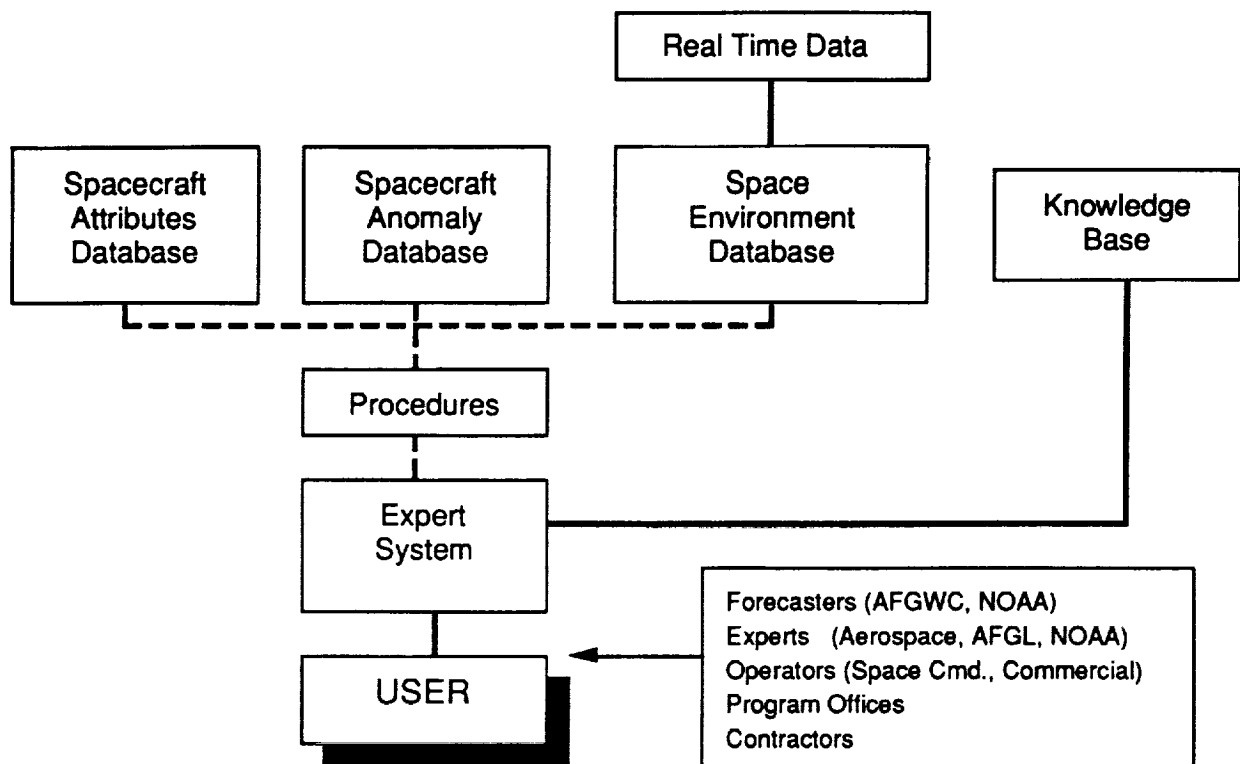 Real Time Data
Spacecraft
Attributes
Database
Spacecraft
Anomaly
Database
Space
Environment
Database
Knowledge
Base
Procedures
Expert
System
USER
Forecasters (AFGWC, NOAA)
Experts (Aerospace, AFGL, NOAA)
Operators (Space Cmd., Commercial)
Program Offices
Contractors